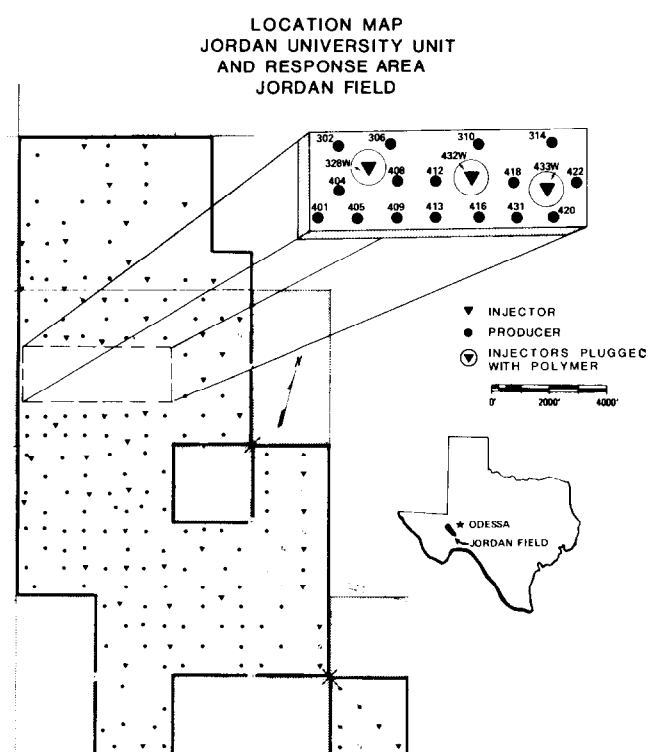 LOCATION MAP
JORDAN UNIVERSITY UNIT
AND RESPONSE AREA
JORDAN FIELD
302 306 310 314
328W 432W 433W
404 408 412 418 422
401 405 409 413 416 431 420
INJECTOR
PRODUCER
INJECTORS PLUGGED
WITH POLYMER
0' 2000' 4000'
ODESSA
JORDAN FIELD